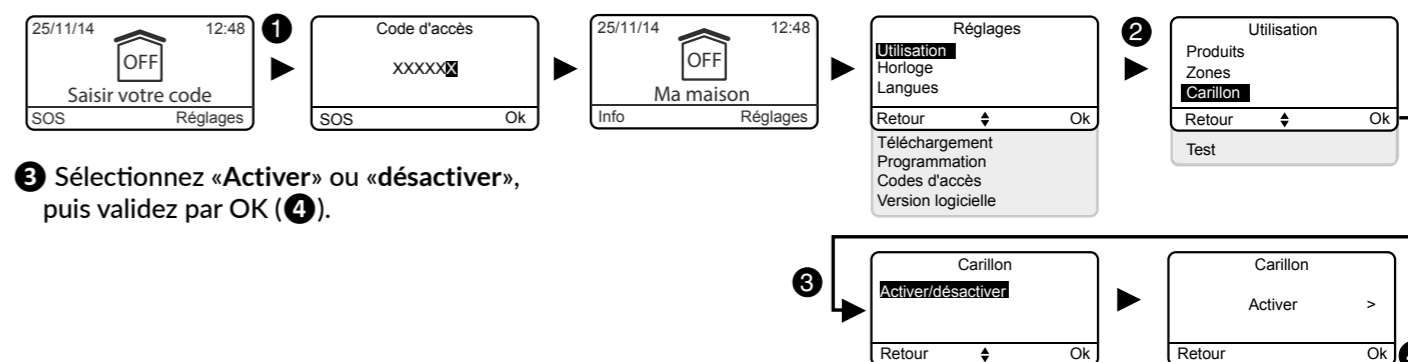 25/11/14 12:48
OFF
Saisir votre code
SOS Réglages
❶
Code d'accès
XXXXXX
SOS Ok
25/11/14 12:48
OFF
Ma maison
Info Réglages
Réglages
Utilisation
Horloge
Langues
Retour Ok
Téléchargement
Programmation
Codes d'accès
Version logicielle
❷
Utilisation
Produits
Zones
Carillon
Retour Ok
Test
❸ Sélectionnez «Activer» ou «désactiver»,
puis validez par OK (❹).
❸
Carillon
Activer/désactiver
Retour Ok
Carillon
Activer >
Retour Ok